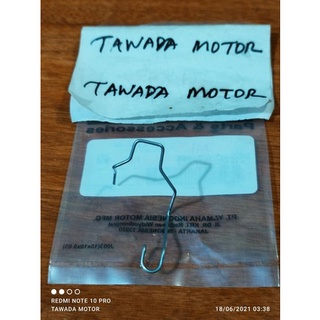 TAWADA MOTOR
TAWADA MOTOR
Parts & Accessories
PT. YAMAHA INDONESIA MOTOR MFG.
JAKARTA
REDMI NOTE 10 PRO
TAWADA MOTOR
18/06/2021 03:38